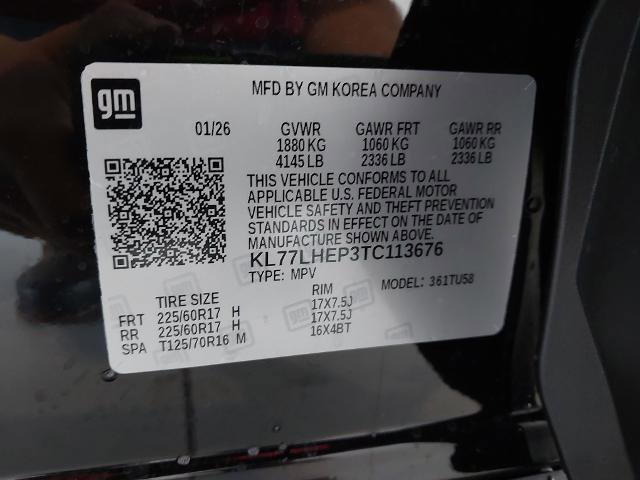 gm
MFD BY GM KOREA COMPANY
01/26 GVWR GAWR FRT GAWR RR
1880 KG 1060 KG 1060 KG
4145 LB 2336 LB 2336 LB
THIS VEHICLE CONFORMS TO ALL
APPLICABLE U.S. FEDERAL MOTOR
VEHICLE SAFETY AND THEFT PREVENTION
STANDARDS IN EFFECT ON THE DATE OF
MANUFACTURE SHOWN ABOVE.
KL77LHEP3TC113676
TYPE: MPV MODEL: 361TU58
TIRE SIZE RIM
FRT 225/60R17 H 17X7.5J
RR 225/60R17 H 17X7.5J
SPA T125/70R16 M 16X4BT